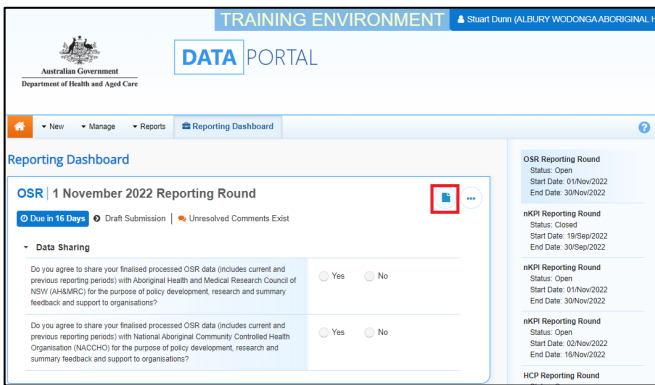 TRAINING ENVIRONMENT
Stuart Dunn (ALBURY WODONGA ABORIGINAL H
Australian Government
Department of Health and Aged Care
DATA PORTAL
New Manage Reports Reporting Dashboard
?
Reporting Dashboard
OSR | 1 November 2022 Reporting Round
Due in 16 Days Draft Submission | Unresolved Comments Exist
Data Sharing
Do you agree to share your finalised processed OSR data (includes current and
previous reporting periods) with Aboriginal Health and Medical Research Council of
NSW (AH&MRC) for the purpose of policy development, research and summary
feedback and support to organisations?
Yes No
Do you agree to share your finalised processed OSR data (includes current and
previous reporting periods) with National Aboriginal Community Controlled Health
Organisation (NACCHO) for the purpose of policy development, research and
summary feedback and support to organisations?
Yes No
OSR Reporting Round
Status: Open
Start Date: 01/Nov/2022
End Date: 30/Nov/2022
nKPI Reporting Round
Status: Closed
Start Date: 19/Sep/2022
End Date: 30/Sep/2022
nKPI Reporting Round
Status: Open
Start Date: 01/Nov/2022
End Date: 30/Nov/2022
nKPI Reporting Round
Status: Open
Start Date: 02/Nov/2022
End Date: 16/Nov/2022
HCP Reporting Round